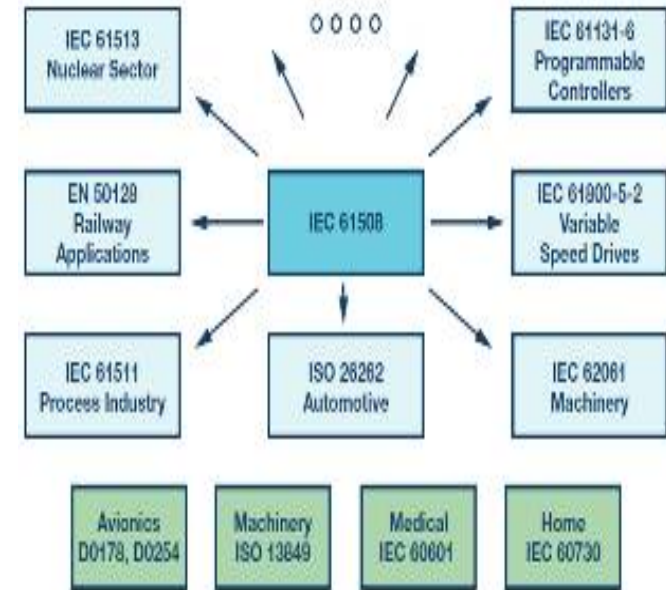 IEC 61513
Nuclear Sector
IEC 61131-6
Programmable
Controllers
EN 50128
Railway
Applications
IEC 61508
IEC 61800-5-2
Variable
Speed Drives
IEC 61511
Process Industry
ISO 26262
Automotive
IEC 62061
Machinery
Avionics
D0178, D0254
Machinery
ISO 13849
Medical
IEC 60601
Home
IEC 60730